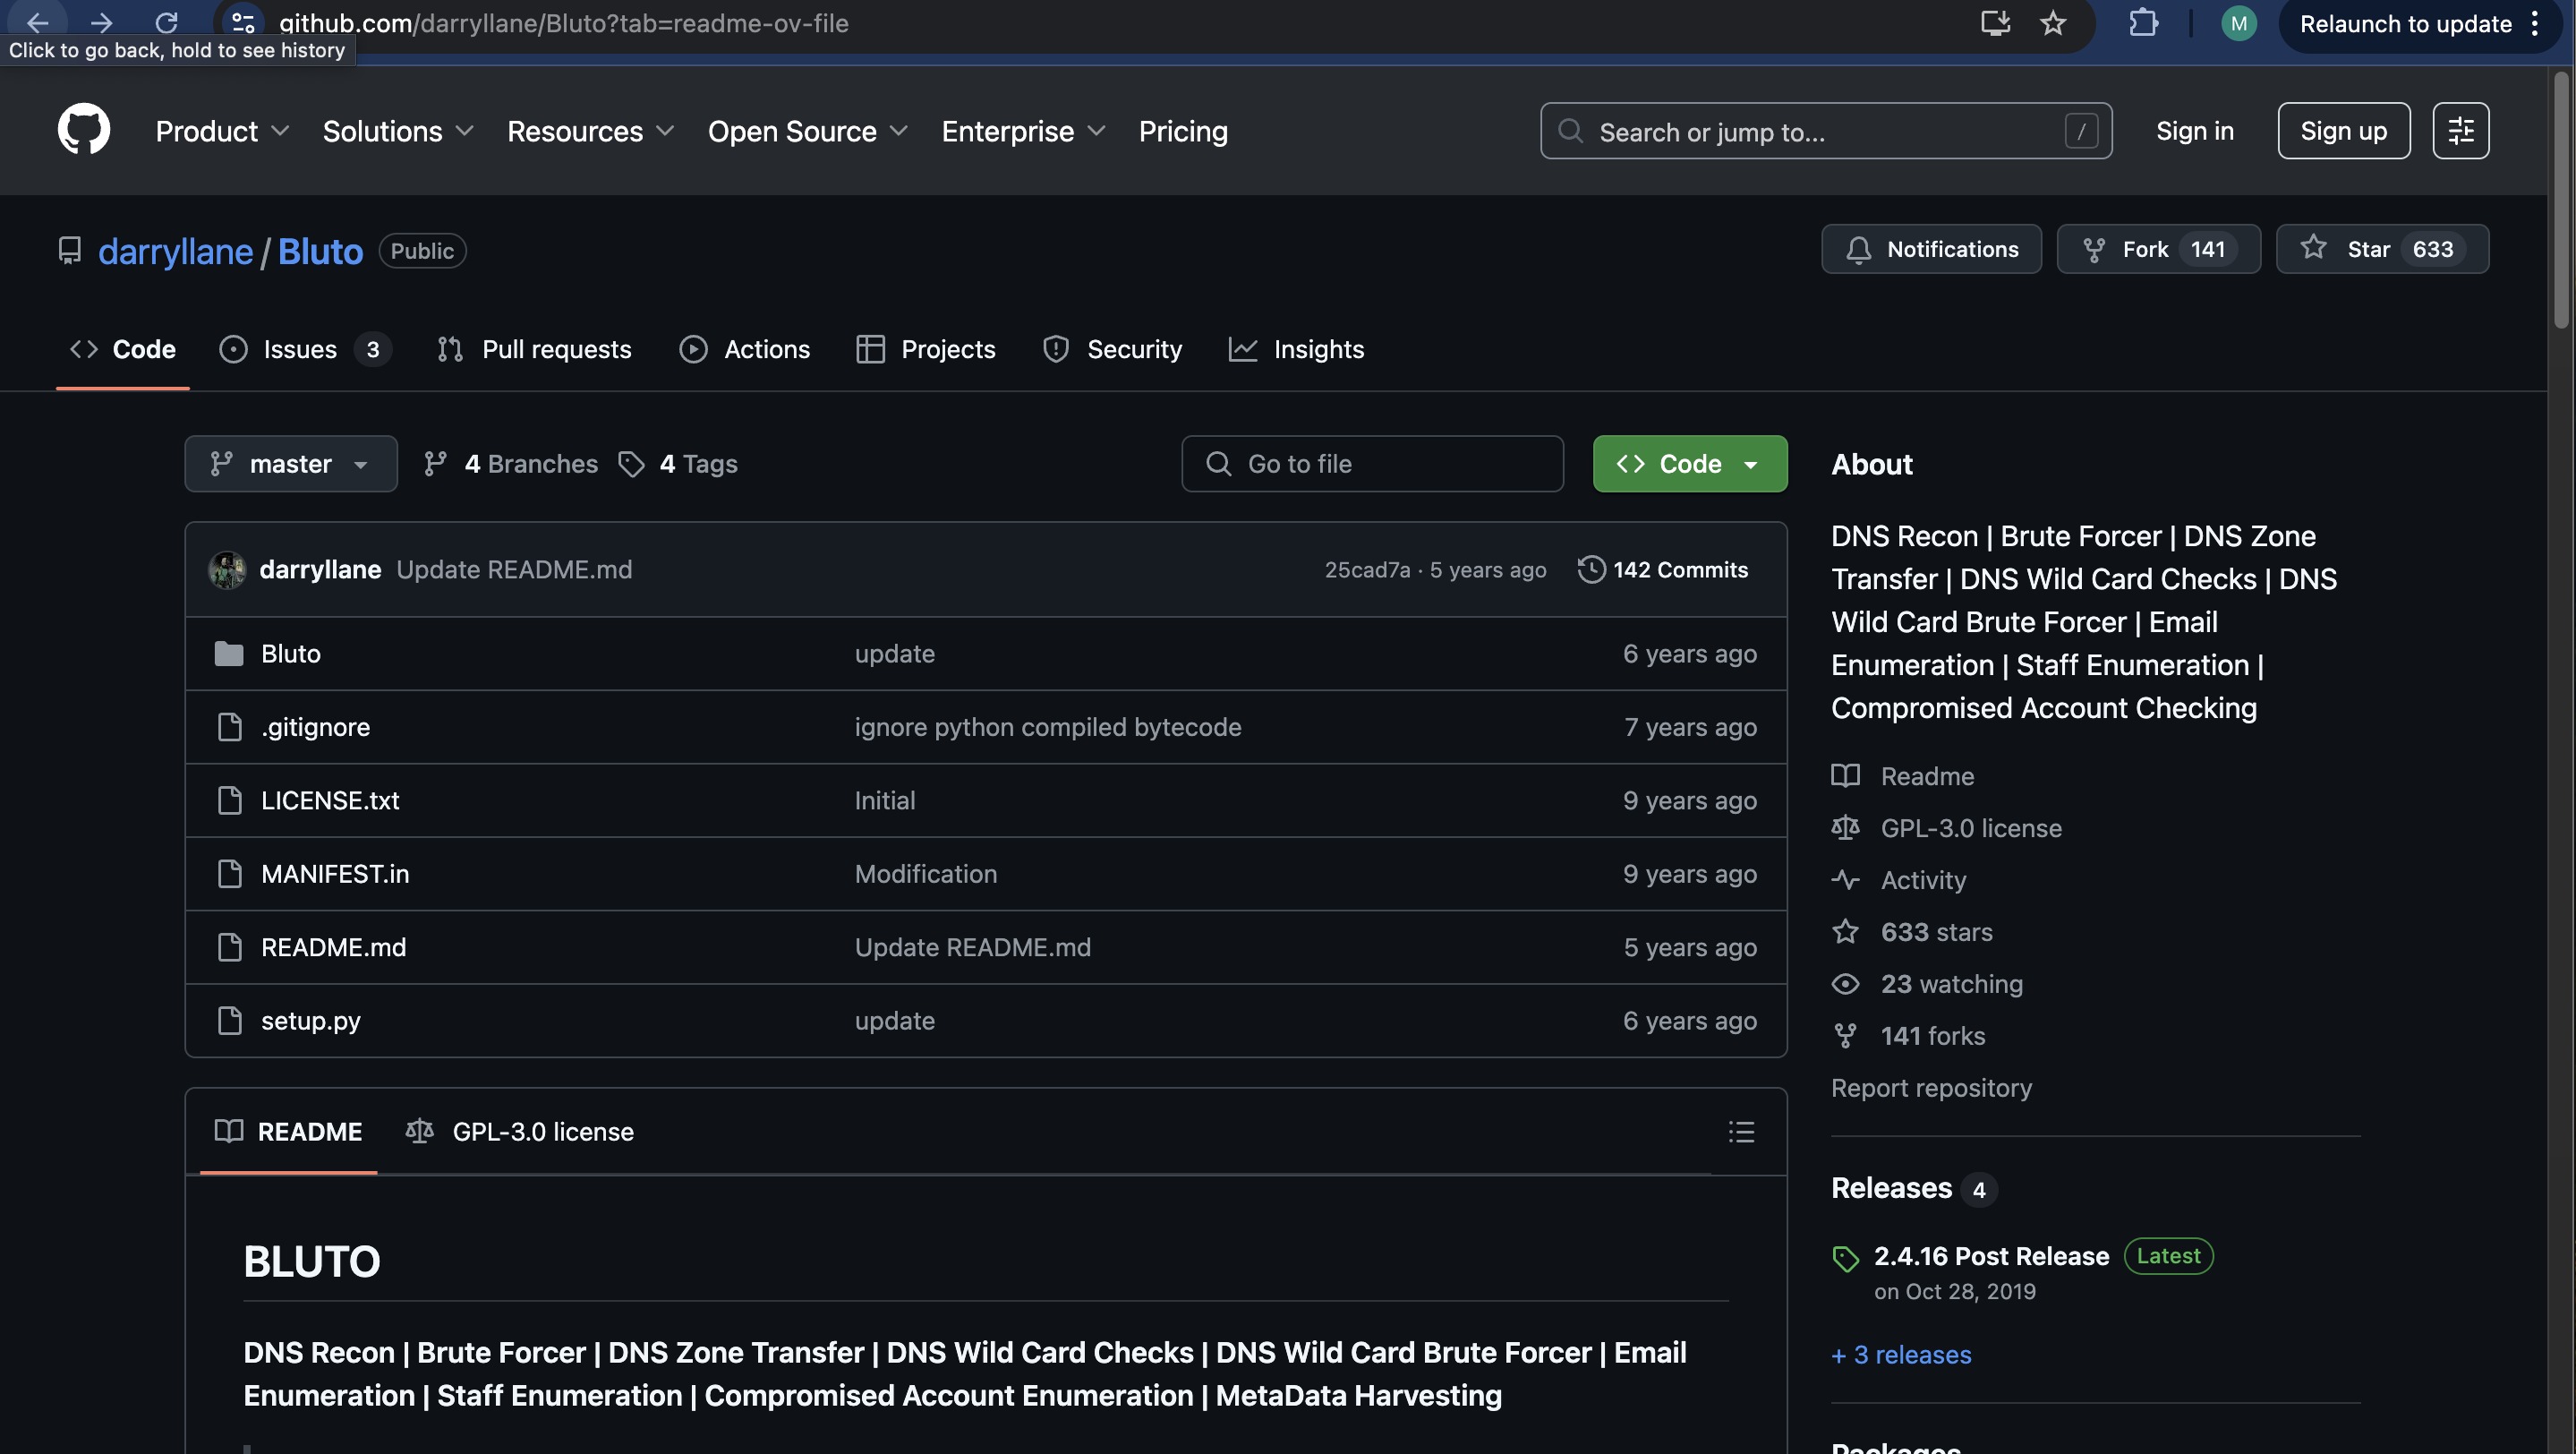 github.com/darryllane/Bluto?tab=readme-ov-file
M
Relaunch to update
Click to go back, hold to see history
Product
Solutions
Resources
Open Source
Enterprise
Pricing
Search or jump to...
/
Sign in
Sign up
darryllane / Bluto
Public
Notifications
Fork 141
Star 633
Code
Issues 3
Pull requests
Actions
Projects
Security
Insights
master
4 Branches
4 Tags
Go to file
Code
darryllane Update README.md
25cad7a · 5 years ago
142 Commits
Bluto update 6 years ago
.gitignore ignore python compiled bytecode 7 years ago
LICENSE.txt Initial 9 years ago
MANIFEST.in Modification 9 years ago
README.md Update README.md 5 years ago
setup.py update 6 years ago
README
GPL-3.0 license
BLUTO
DNS Recon | Brute Forcer | DNS Zone Transfer | DNS Wild Card Checks | DNS Wild Card Brute Forcer | Email
Enumeration | Staff Enumeration | Compromised Account Enumeration | MetaData Harvesting
About
DNS Recon | Brute Forcer | DNS Zone
Transfer | DNS Wild Card Checks | DNS
Wild Card Brute Forcer | Email
Enumeration | Staff Enumeration |
Compromised Account Checking
Readme
GPL-3.0 license
Activity
633 stars
23 watching
141 forks
Report repository
Releases 4
2.4.16 Post Release Latest
on Oct 28, 2019
+ 3 releases
Packages